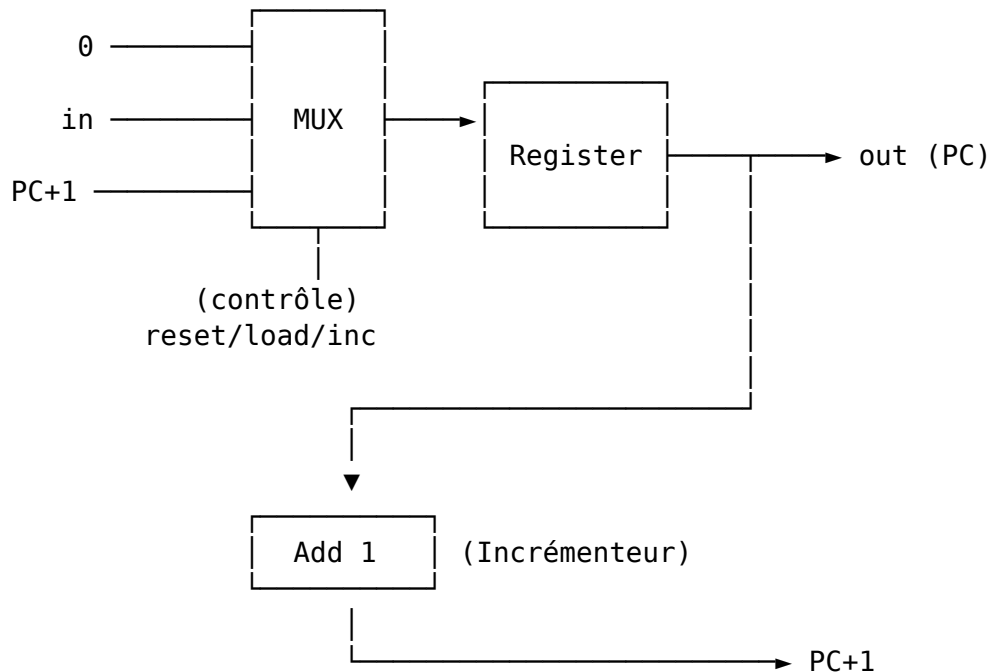 0
in
MUX
PC+1
Register
out (PC)
(contrôle)
reset/load/inc
Add 1
(Incrémenteur)
PC+1